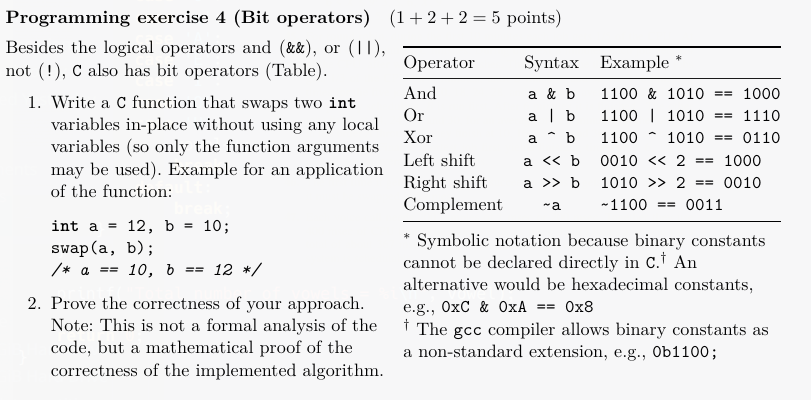 Programming exercise 4 (Bit operators) (1 + 2 + 2 = 5 points)
Besides the logical operators and (&&), or (||),
not (!), C also has bit operators (Table).
1. Write a C function that swaps two int
variables in-place without using any local
variables (so only the function arguments
may be used). Example for an application
of the function:
int a = 12, b = 10;
swap(a, b);
/* a == 10, b == 12 */
2. Prove the correctness of your approach.
Note: This is not a formal analysis of the
code, but a mathematical proof of the
correctness of the implemented algorithm.
Operator Syntax Example *
And a & b 1100 & 1010 == 1000
Or a | b 1100 | 1010 == 1110
Xor a ^ b 1100 ^ 1010 == 0110
Left shift a << b 0010 << 2 == 1000
Right shift a >> b 1010 >> 2 == 0010
Complement ~a ~1100 == 0011
* Symbolic notation because binary constants
cannot be declared directly in C.† An
alternative would be hexadecimal constants,
e.g., 0xC & 0xA == 0x8
† The gcc compiler allows binary constants as
a non-standard extension, e.g., 0b1100;